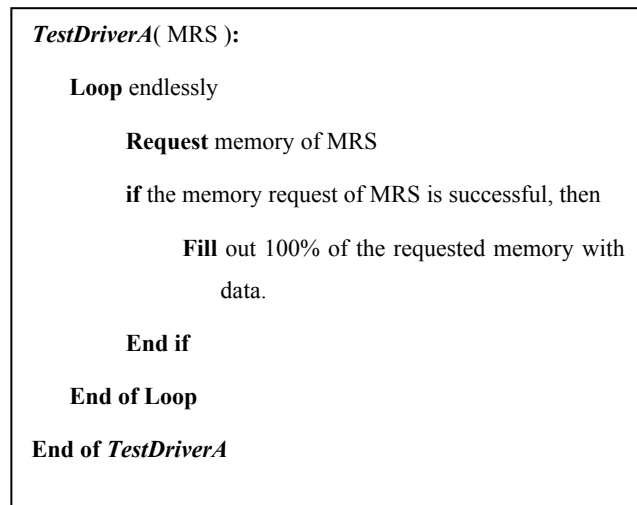 TestDriverA( MRS ):
Loop endlessly
Request memory of MRS
if the memory request of MRS is successful, then
Fill out 100% of the requested memory with
data.
End if
End of Loop
End of TestDriverA